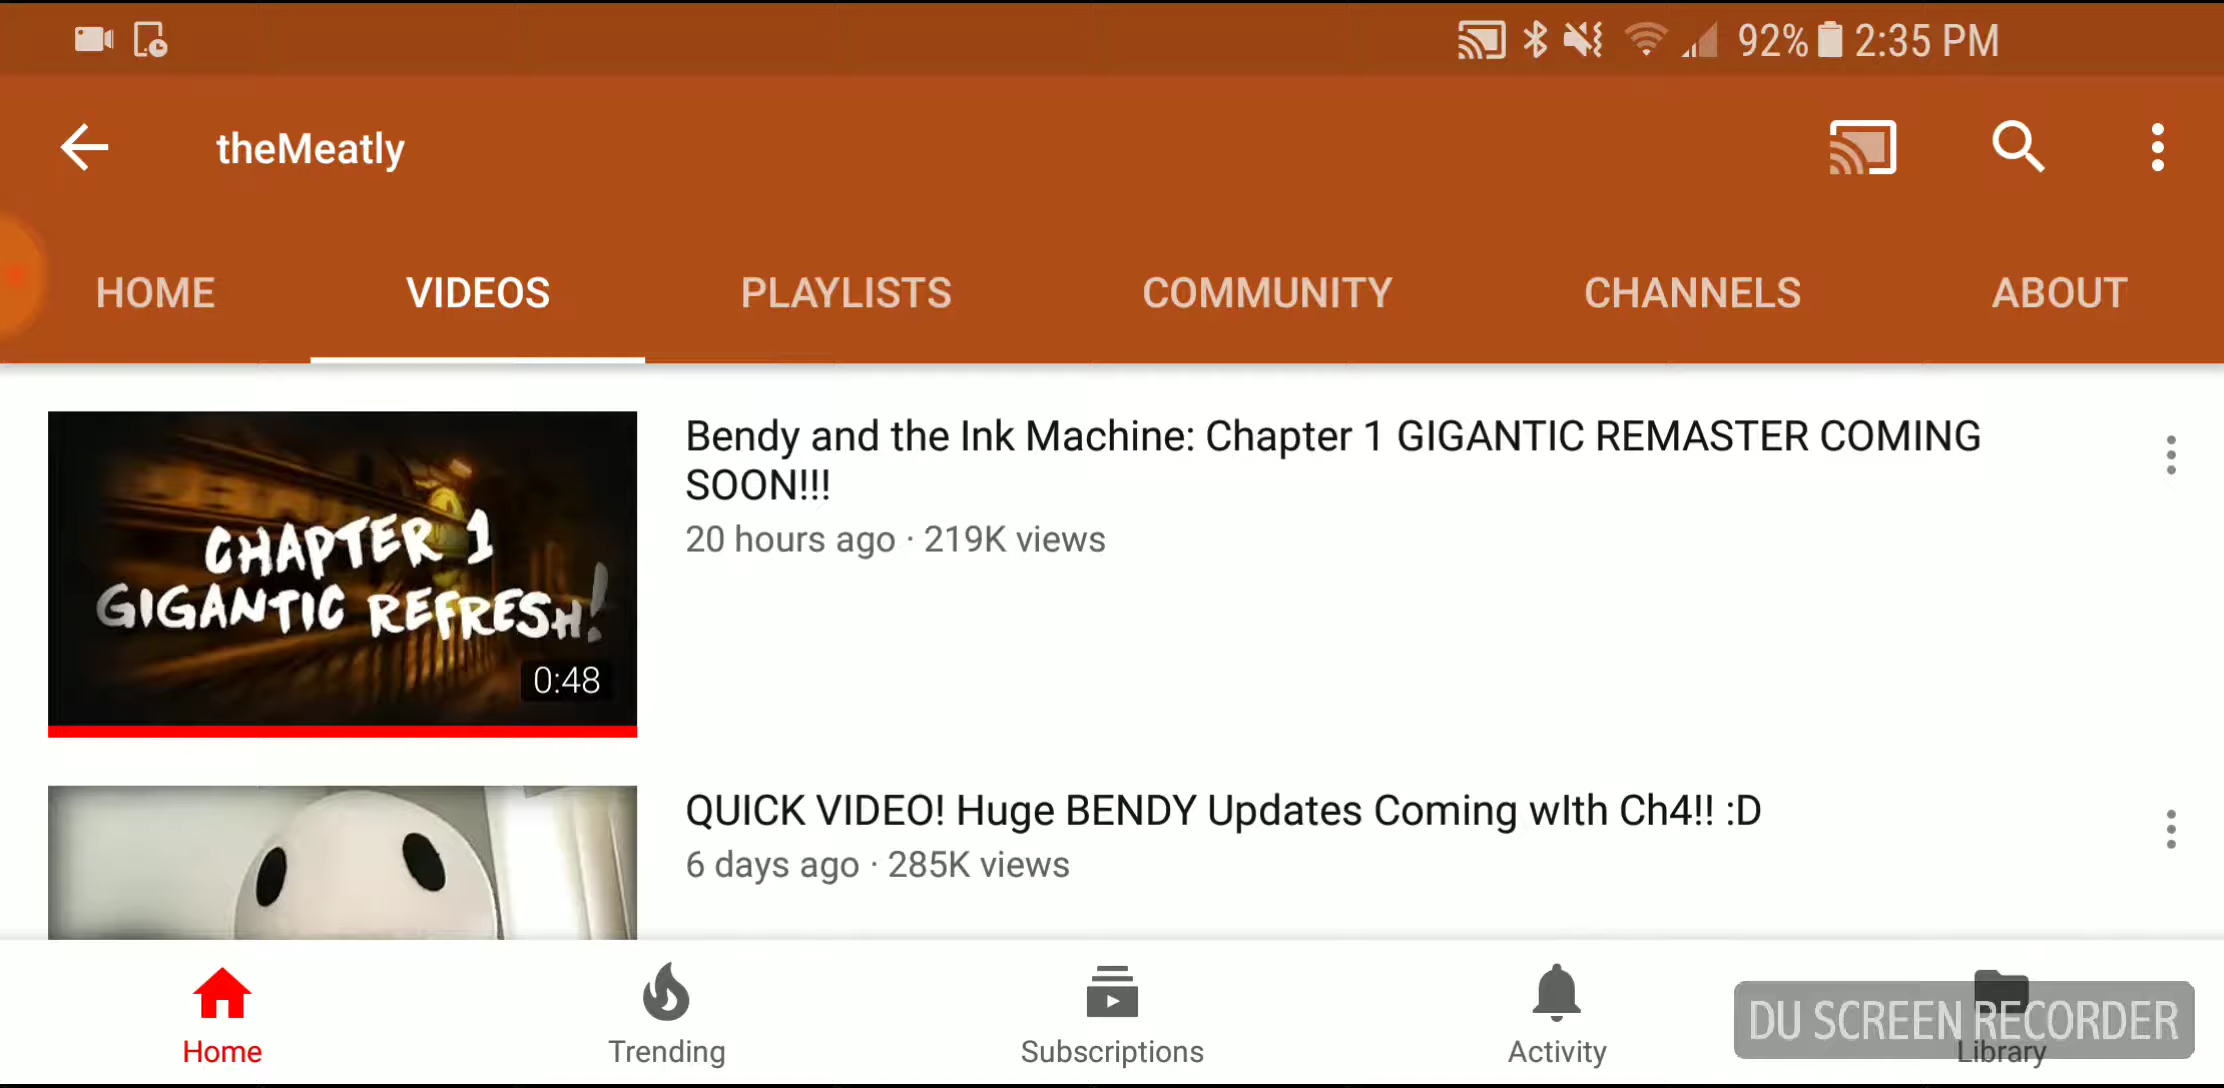 92% 2:35 PM
theMeatly
HOME VIDEOS PLAYLISTS COMMUNITY CHANNELS ABOUT
Bendy and the Ink Machine: Chapter 1 GIGANTIC REMASTER COMING
SOON!!!
20 hours ago · 219K views
CHAPTER 1
GIGANTIC REFRESH!
0:48
QUICK VIDEO! Huge BENDY Updates Coming wIth Ch4!! :D
6 days ago · 285K views
DU SCREEN RECORDER
Home Trending Subscriptions Activity Library